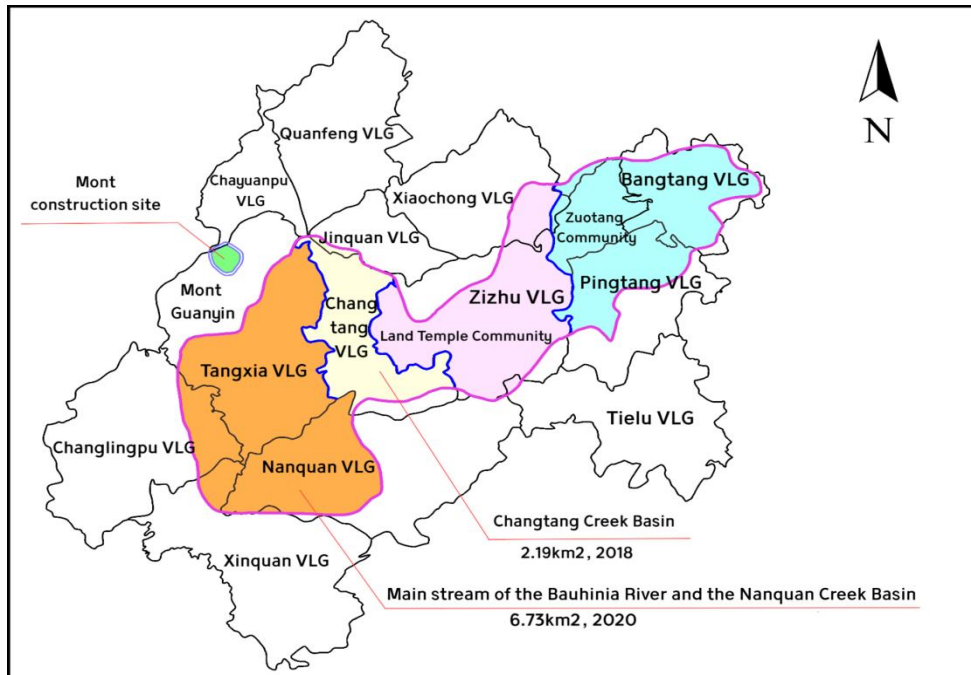 Quanfeng VLG
Mont
construction site
Chayuanpu
VLG
Xiaochong VLG
Bangtang VLG
N
Jinquan VLG
Zuotang
Community
Mont
Guanyin
Chang
tang
VLG
Zizhu VLG
Pingtang VLG
Land Temple Community
Tangxia VLG
Tielu VLG
Changlingpu VLG
Nanquan VLG
Xinquan VLG
Changtang Creek Basin
2.19km2, 2018
Main stream of the Bauhinia River and the Nanquan Creek Basin
6.73km2, 2020